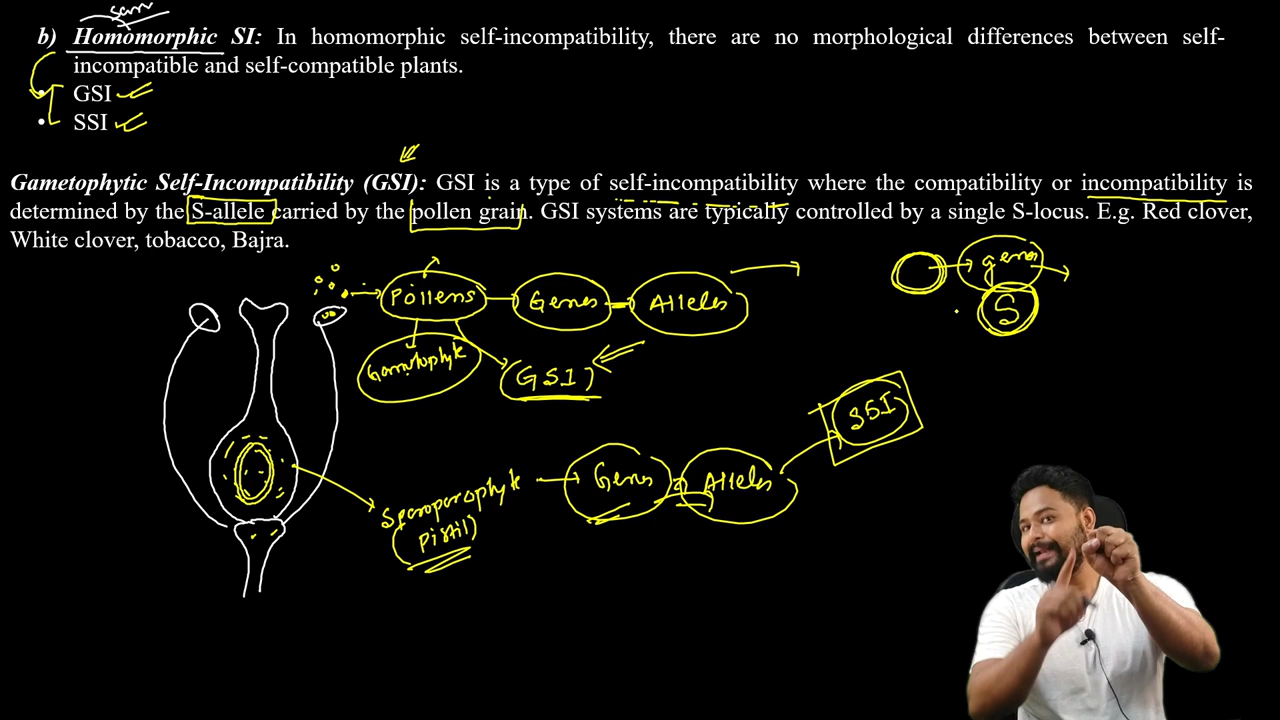 Sam
b) Homomorphic SI: In homomorphic self-incompatibility, there are no morphological differences between self-
incompatible and self-compatible plants.
• GSI
• SSI
Gametophytic Self-Incompatibility (GSI): GSI is a type of self-incompatibility where the compatibility or incompatibility is
determined by the S-allele carried by the pollen grain. GSI systems are typically controlled by a single S-locus. E.g. Red clover,
White clover, tobacco, Bajra.
Pollens Genes Alleles
genes
S
Gametophyte
GSI
SSI
Genes Alleles
Pistil